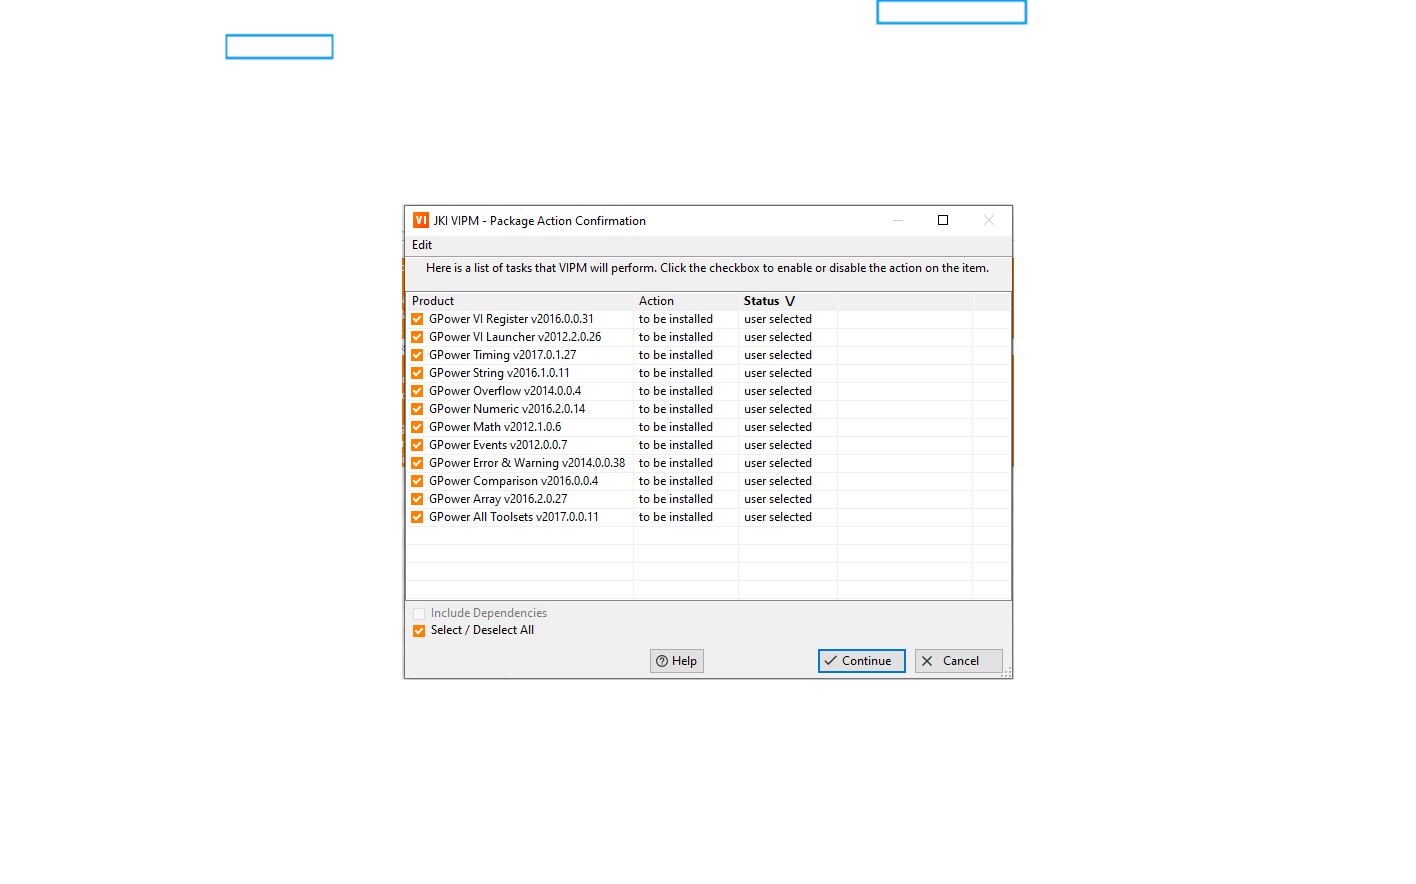 VI JKI VIPM - Package Action Confirmation
Edit
Here is a list of tasks that VIPM will perform. Click the checkbox to enable or disable the action on the item.
Product Action Status
GPower VI Register v2016.0.0.31 to be installed user selected
GPower VI Launcher v2012.2.0.26 to be installed user selected
GPower Timing v2017.0.1.27 to be installed user selected
GPower String v2016.1.0.11 to be installed user selected
GPower Overflow v2014.0.0.4 to be installed user selected
GPower Numeric v2016.2.0.14 to be installed user selected
GPower Math v2012.1.0.6 to be installed user selected
GPower Events v2012.0.0.7 to be installed user selected
GPower Error & Warning v2014.0.0.38 to be installed user selected
GPower Comparison v2016.0.0.4 to be installed user selected
GPower Array v2016.2.0.27 to be installed user selected
GPower All Toolsets v2017.0.0.11 to be installed user selected
Include Dependencies
Select / Deselect All
Help Continue Cancel